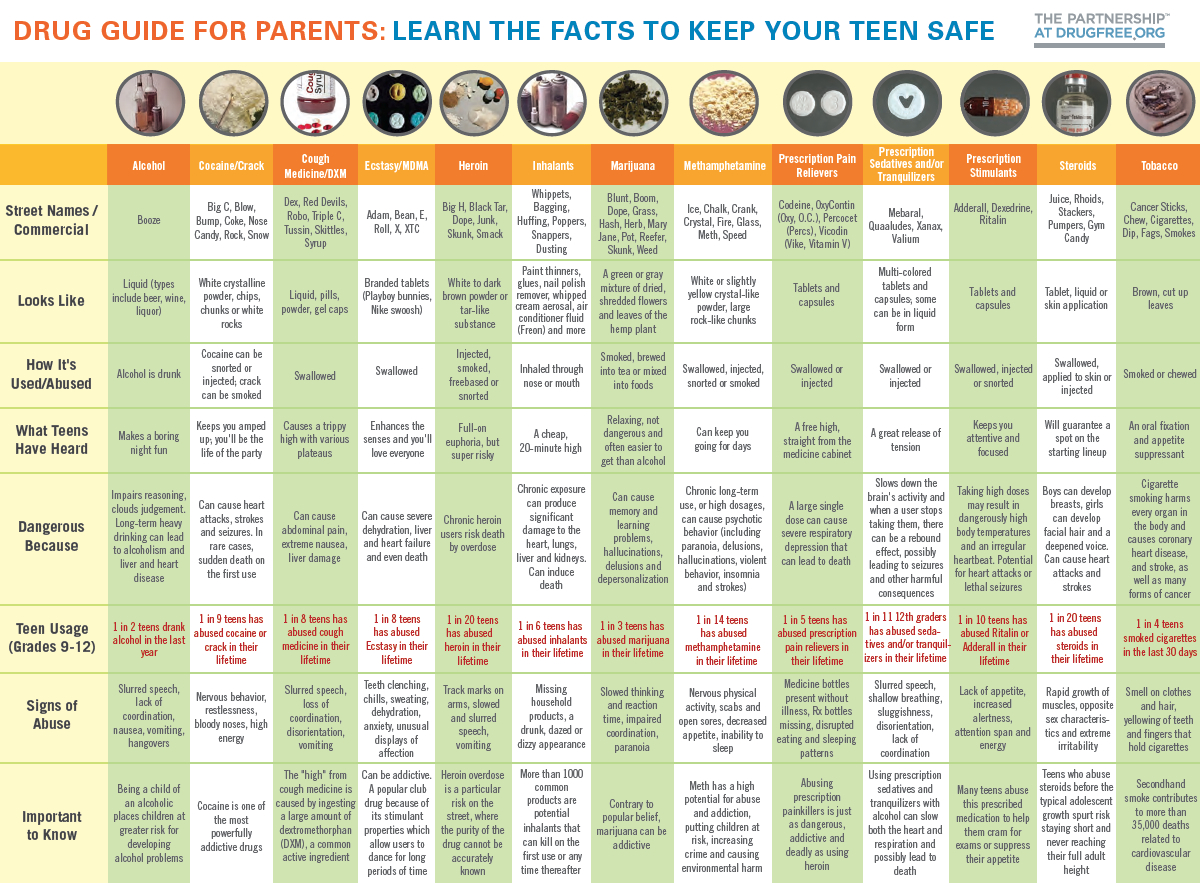 DRUG GUIDE FOR PARENTS: LEARN THE FACTS TO KEEP YOUR TEEN SAFE
THE PARTNERSHIP™
AT DRUGFREE.ORG
Alcohol
Cocaine/Crack
Cough
Medicine/DXM
Ecstasy/MDMA
Heroin
Inhalants
Marijuana
Methamphetamine
Prescription Pain
Relievers
Prescription
Sedatives and/or
Tranquilizers
Prescription
Stimulants
Steroids
Tobacco
Street Names /
Commercial
Booze
Big C, Blow,
Bump, Coke, Nose
Candy, Rock, Snow
Dex, Red Devils,
Robo, Triple C,
Tussin, Skittles,
Syrup
Adam, Bean, E,
Roll, X, XTC
Big H, Black Tar,
Dope, Junk,
Skunk, Smack
Whippets,
Bagging,
Huffing, Poppers,
Snappers,
Dusting
Blunt, Boom,
Dope, Grass,
Hash, Herb, Mary
Jane, Pot, Reefer,
Skunk, Weed
Ice, Chalk, Crank,
Crystal, Fire, Glass,
Meth, Speed
Codeine, OxyContin
(Oxy, O.C.), Percocet
(Percs), Vicodin
(Vike, Vitamin V)
Mebaral,
Quaaludes, Xanax,
Valium
Adderall, Dexedrine,
Ritalin
Juice, Rhoids,
Stackers,
Pumpers, Gym
Candy
Cancer Sticks,
Chew, Cigarettes,
Dip, Fags, Smokes
Looks Like
Liquid (types
include beer, wine,
liquor)
White crystalline
powder, chips,
chunks or white
rocks
Liquid, pills,
powder, gel caps
Branded tablets
(Playboy bunnies,
Nike swoosh)
White to dark
brown powder or
tar-like
substance
Paint thinners,
glues, nail polish
remover, whipped
cream aerosol, air
conditioner fluid
(Freon) and more
A green or gray
mixture of dried,
shredded flowers
and leaves of the
hemp plant
White or slightly
yellow crystal-like
powder, large
rock-like chunks
Tablets and
capsules
Multi-colored
tablets and
capsules; some
can be in liquid
form
Tablets and
capsules
Tablet, liquid or
skin application
Brown, cut up
leaves
How It's
Used/Abused
Alcohol is drunk
Cocaine can be
snorted or
injected; crack
can be smoked
Swallowed
Swallowed
Injected,
smoked,
freebased or
snorted
Inhaled through
nose or mouth
Smoked, brewed
into tea or mixed
into foods
Swallowed, injected,
snorted or smoked
Swallowed or
injected
Swallowed or
injected
Swallowed, injected
or snorted
Swallowed,
applied to skin or
injected
Smoked or chewed
What Teens
Have Heard
Makes a boring
night fun
Keeps you amped
up; you'll be the
life of the party
Causes a trippy
high with various
plateaus
Enhances the
senses and you'll
love everyone
Full-on
euphoria, but
super risky
A cheap,
20-minute high
Relaxing, not
dangerous and
often easier to
get than alcohol
Can keep you
going for days
A free high,
straight from the
medicine cabinet
A great release of
tension
Keeps you
attentive and
focused
Will guarantee a
spot on the
starting lineup
An oral fixation
and appetite
suppressant
Dangerous
Because
Impairs reasoning,
clouds judgement.
Long-term heavy
drinking can lead
to alcoholism and
liver and heart
disease
Can cause heart
attacks, strokes
and seizures. In
rare cases,
sudden death on
the first use
Can cause
abdominal pain,
extreme nausea,
liver damage
Can cause severe
dehydration, liver
and heart failure
and even death
Chronic heroin
users risk death
by overdose
Chronic exposure
can produce
significant
damage to the
heart, lungs,
liver and kidneys.
Can induce
death
Can cause
memory and
learning
problems,
hallucinations,
delusions and
depersonalization
Chronic long-term
use, or high dosages,
can cause psychotic
behavior (including
paranoia, delusions,
hallucinations, violent
behavior, insomnia
and strokes)
A large single
dose can cause
severe respiratory
depression that
can lead to death
Slows down the
brain's activity and
when a user stops
taking them, there
can be a rebound
effect, possibly
leading to seizures
and other harmful
consequences
Taking high doses
may result in
dangerously high
body temperatures
and an irregular
heartbeat. Potential
for heart attacks or
lethal seizures
Boys can develop
breasts, girls
can develop
facial hair and a
deepened voice.
Can cause heart
attacks and
strokes
Cigarette
smoking harms
every organ in
the body and
causes coronary
heart disease,
and stroke, as
well as many
forms of cancer
Teen Usage
(Grades 9-12)
1 in 2 teens drank
alcohol in the last
year
1 in 9 teens has
abused cocaine or
crack in their
lifetime
1 in 8 teens has
abused cough
medicine in their
lifetime
1 in 8 teens
has abused
Ecstasy in their
lifetime
1 in 20 teens
has abused
heroin in their
lifetime
1 in 6 teens has
abused inhalants
in their lifetime
1 in 3 teens has
abused marijuana
in their lifetime
1 in 14 teens
has abused
methamphetamine
in their lifetime
1 in 5 teens has
abused prescription
pain relievers in
their lifetime
1 in 11 12th graders
has abused seda-
tives and/or tranquil-
izers in their lifetime
1 in 10 teens has
abused Ritalin or
Adderall in their
lifetime
1 in 20 teens
has abused
steroids in
their lifetime
1 in 4 teens
smoked cigarettes
in the last 30 days
Signs of
Abuse
Slurred speech,
lack of
coordination,
nausea, vomiting,
hangovers
Nervous behavior,
restlessness,
bloody noses, high
energy
Slurred speech,
loss of
coordination,
disorientation,
vomiting
Teeth clenching,
chills, sweating,
dehydration,
anxiety, unusual
displays of
affection
Track marks on
arms, slowed
and slurred
speech,
vomiting
Missing
household
products, a
drunk, dazed or
dizzy appearance
Slowed thinking
and reaction
time, impaired
coordination,
paranoia
Nervous physical
activity, scabs and
open sores, decreased
appetite, inability to
sleep
Medicine bottles
present without
illness, Rx bottles
missing, disrupted
eating and sleeping
patterns
Slurred speech,
shallow breathing,
sluggishness,
disorientation,
lack of
coordination
Lack of appetite,
increased
alertness,
attention span and
energy
Rapid growth of
muscles, opposite
sex characteris-
tics and extreme
irritability
Smell on clothes
and hair,
yellowing of teeth
and fingers that
hold cigarettes
Important
to Know
Being a child of
an alcoholic
places children at
greater risk for
developing
alcohol problems
Cocaine is one of
the most
powerfully
addictive drugs
The "high" from
cough medicine is
caused by ingesting
a large amount of
dextromethorphan
(DXM), a common
active ingredient
Can be addictive.
A popular club
drug because of
its stimulant
properties which
allow users to
dance for long
periods of time
Heroin overdose
is a particular
risk on the
street, where
the purity of the
drug cannot be
accurately
known
More than 1000
common
products are
potential
inhalants that
can kill on the
first use or any
time thereafter
Contrary to
popular belief,
marijuana can be
addictive
Meth has a high
potential for abuse
and addiction,
putting children at
risk, increasing
crime and causing
environmental harm
Abusing
prescription
painkillers is just
as dangerous,
addictive and
deadly as using
heroin
Using prescription
sedatives and
tranquilizers with
alcohol can slow
both the heart and
respiration and
possibly lead to
death
Many teens abuse
this prescribed
medication to help
them cram for
exams or suppress
their appetite
Teens who abuse
steroids before the
typical adolescent
growth spurt risk
staying short and
never reaching
their full adult
height
Secondhand
smoke contributes
to more than
35,000 deaths
related to
cardiovascular
disease